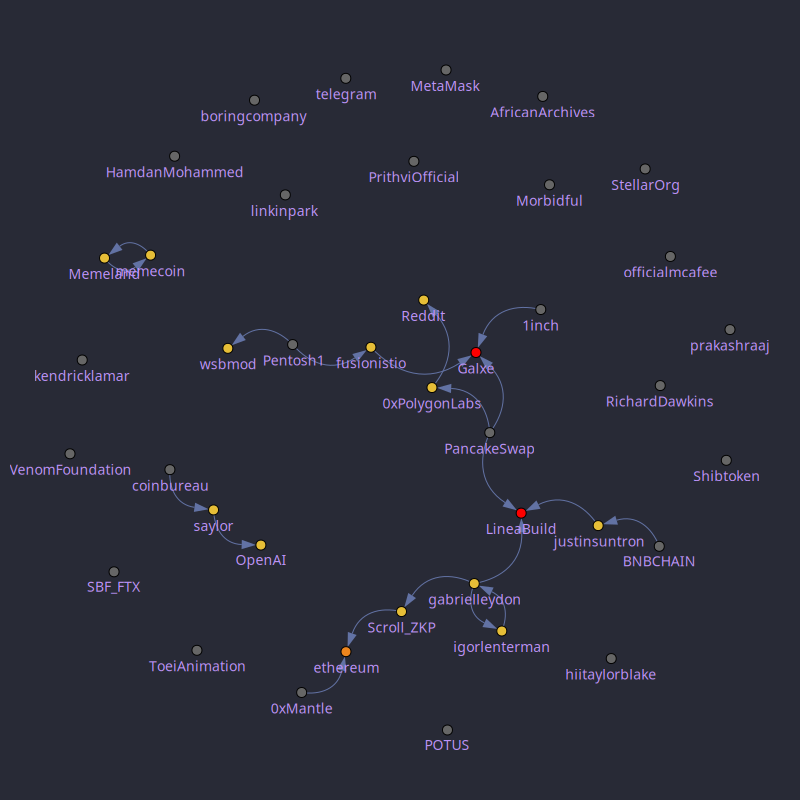 MetaMask
telegram
AfricanArchives
boringcompany
HamdanMohammed
PrithviOfficial
StellarOrg
Morbidful
linkinpark
Memeland
memecoin
officialmcafee
Reddit
1inch
prakashraaj
wsbmod
Pentosh1
fusionistio
Galxe
kendricklamar
0xPolygonLabs
RichardDawkins
PancakeSwap
VenomFoundation
Shibtoken
coinbureau
saylor
LineaBuild
justinsuntron
OpenAI
BNBCHAIN
SBF_FTX
gabrielleydon
Scroll_ZKP
igorlenterman
ToeiAnimation
ethereum
hiitaylorblake
0xMantle
POTUS